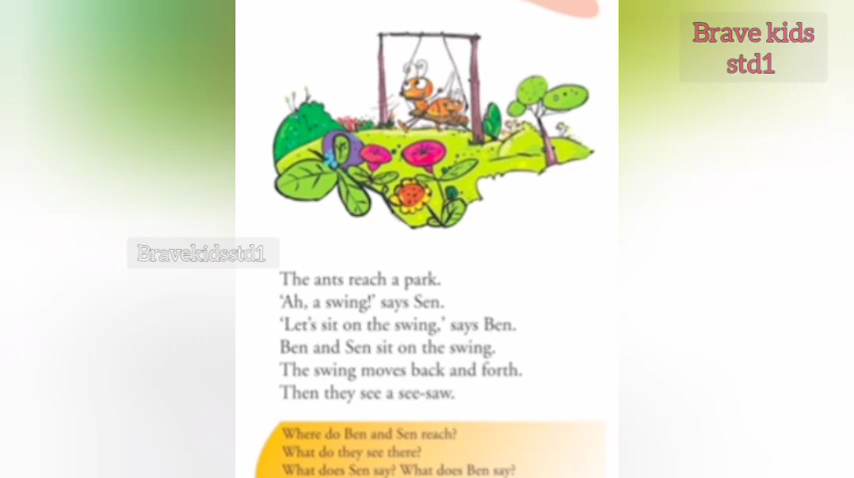 Brave kids
std1
Bravekidsstd1
The ants reach a park.
‘Ah, a swing!’ says Sen.
‘Let’s sit on the swing,’ says Ben.
Ben and Sen sit on the swing.
The swing moves back and forth.
Then they see a see-saw.
Where do Ben and Sen reach?
What do they see there?
What does Sen say? What does Ben say?